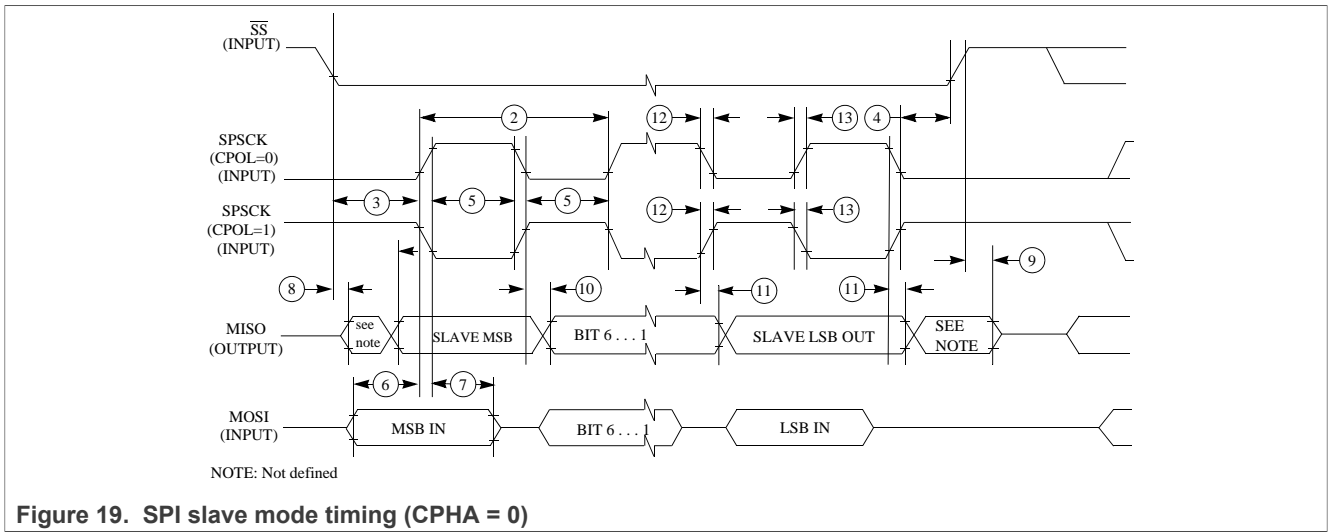 SS
(INPUT)
2
12
12
13
4
SPSCK
(CPOL=0)
(INPUT)
3
5
5
SPSCK
(CPOL=1)
(INPUT)
12
13
9
8
10
11
11
MISO
(OUTPUT)
see
note
SLAVE MSB
BIT 6 . . . 1
SLAVE LSB OUT
SEE
NOTE
6
7
MOSI
(INPUT)
MSB IN
BIT 6 . . . 1
LSB IN
NOTE: Not defined
Figure 19. SPI slave mode timing (CPHA = 0)